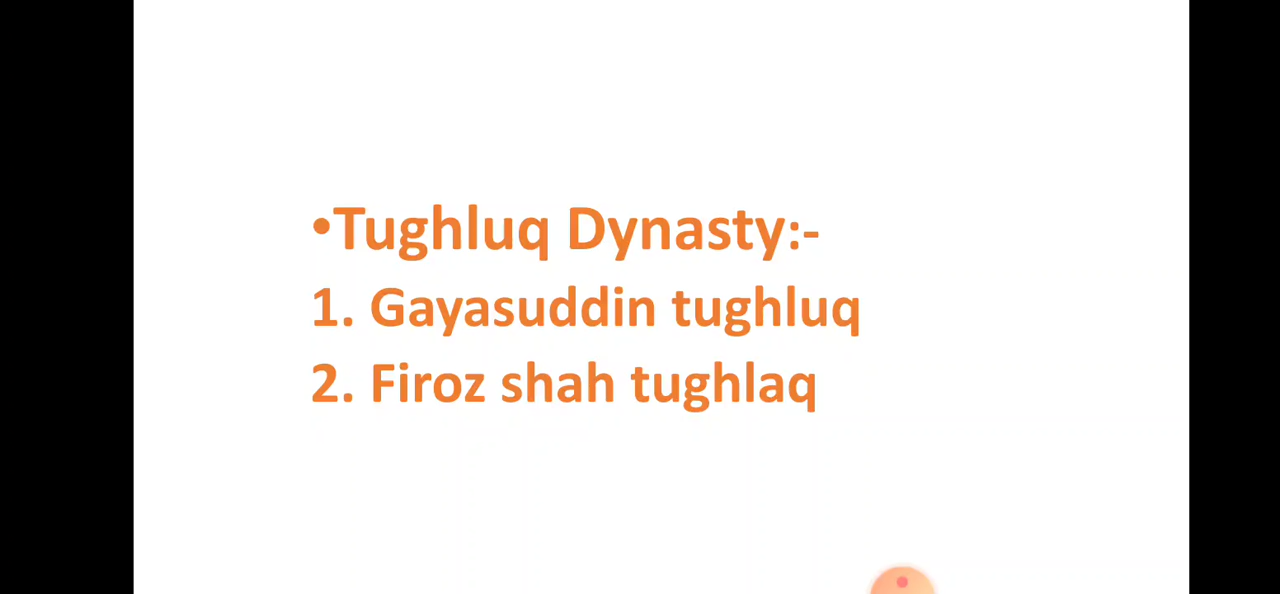 •Tughluq Dynasty:-
1. Gayasuddin tughluq
2. Firoz shah tughlaq